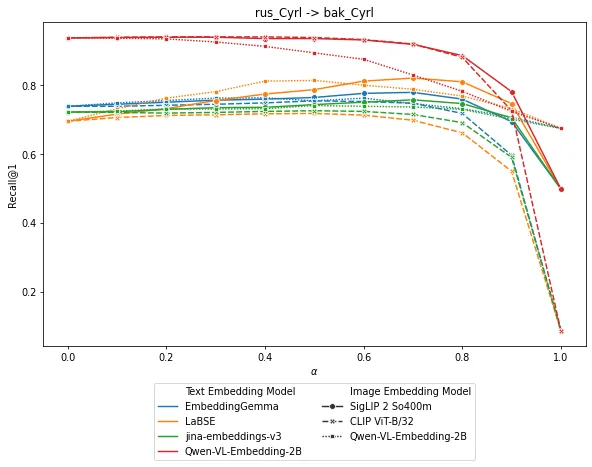 rus_Cyrl -> bak_Cyrl
Recall@1
0.8
0.6
0.4
0.2
0.0 0.2 0.4 0.6 0.8 1.0
α
Text Embedding Model
EmbeddingGemma
LaBSE
jina-embeddings-v3
Qwen-VL-Embedding-2B
Image Embedding Model
SigLIP 2 So400m
CLIP ViT-B/32
Qwen-VL-Embedding-2B